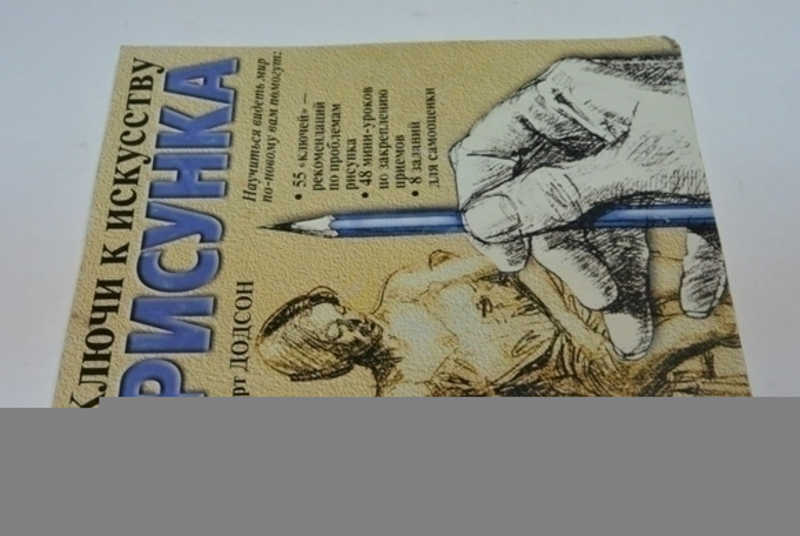 КЛЮЧИ К ИСКУССТВУ
РИСУНКА
рт ДОДСОН
Научиться видеть мир
по-новому вам помогут:
• 55 «ключей» –
рекомендаций
по проблемам
рисунка
• 48 мини-уроков
по закреплению
приемов
• 8 заданий
для самооценки